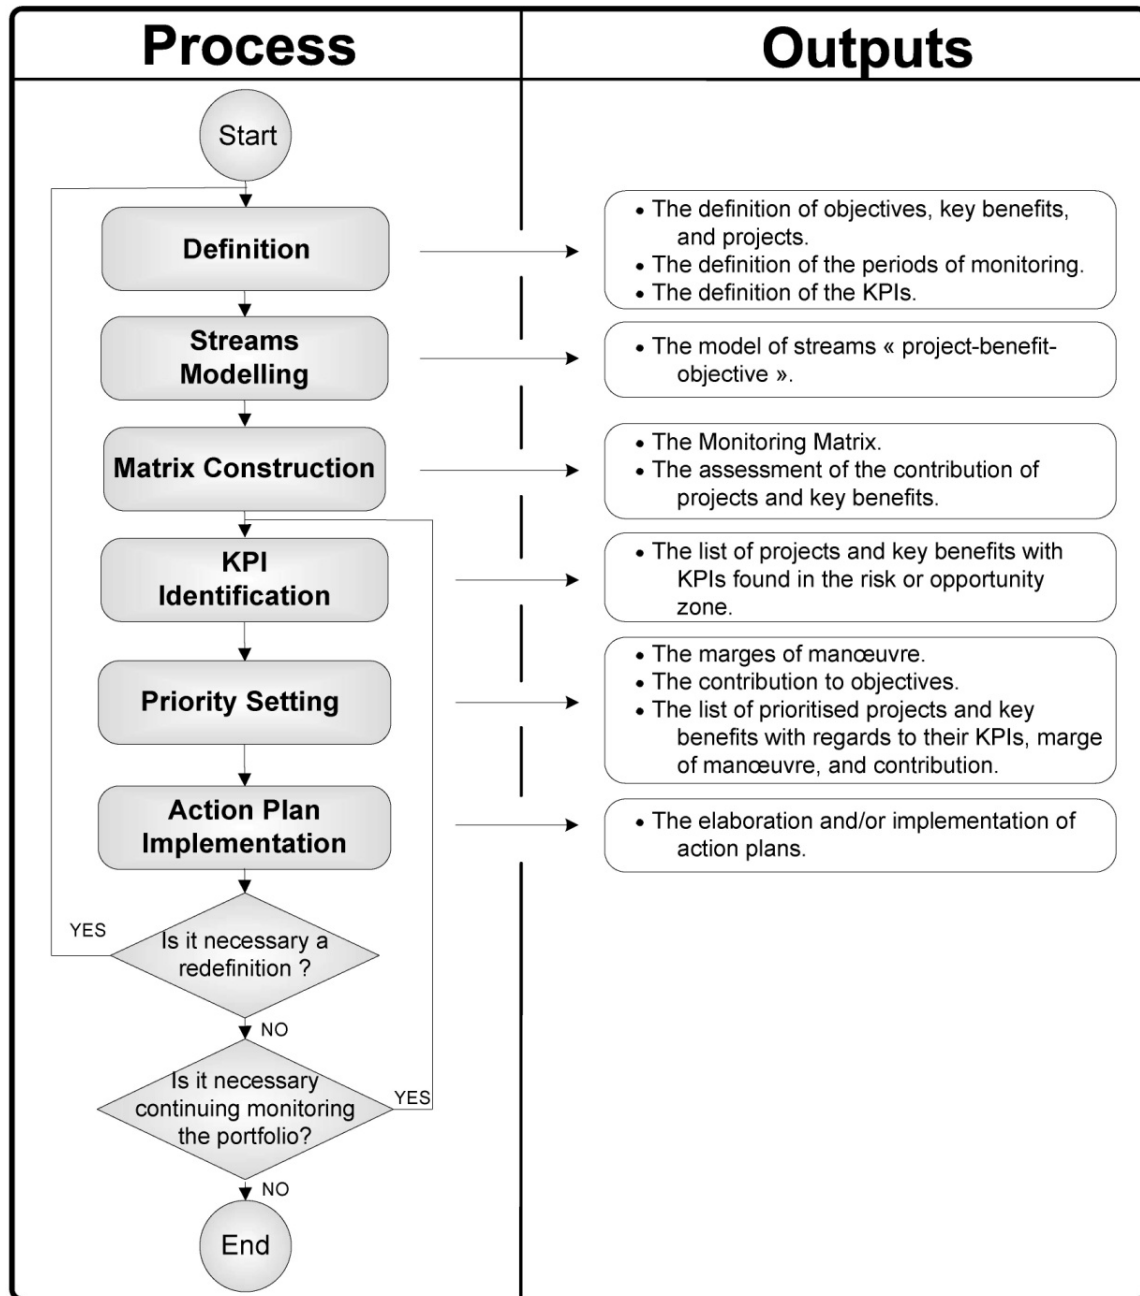 Process
Outputs
Start
Definition
• The definition of objectives, key benefits,
and projects.
• The definition of the periods of monitoring.
• The definition of the KPIs.
Streams
Modelling
• The model of streams « project-benefit-
objective ».
Matrix Construction
• The Monitoring Matrix.
• The assessment of the contribution of
projects and key benefits.
KPI
Identification
• The list of projects and key benefits with
KPIs found in the risk or opportunity
zone.
Priority Setting
• The marges of manœuvre.
• The contribution to objectives.
• The list of prioritised projects and key
benefits with regards to their KPIs, marge
of manœuvre, and contribution.
Action Plan
Implementation
• The elaboration and/or implementation of
action plans.
YES
Is it necessary a
redefinition ?
NO
Is it necessary
continuing monitoring
the portfolio?
YES
NO
End